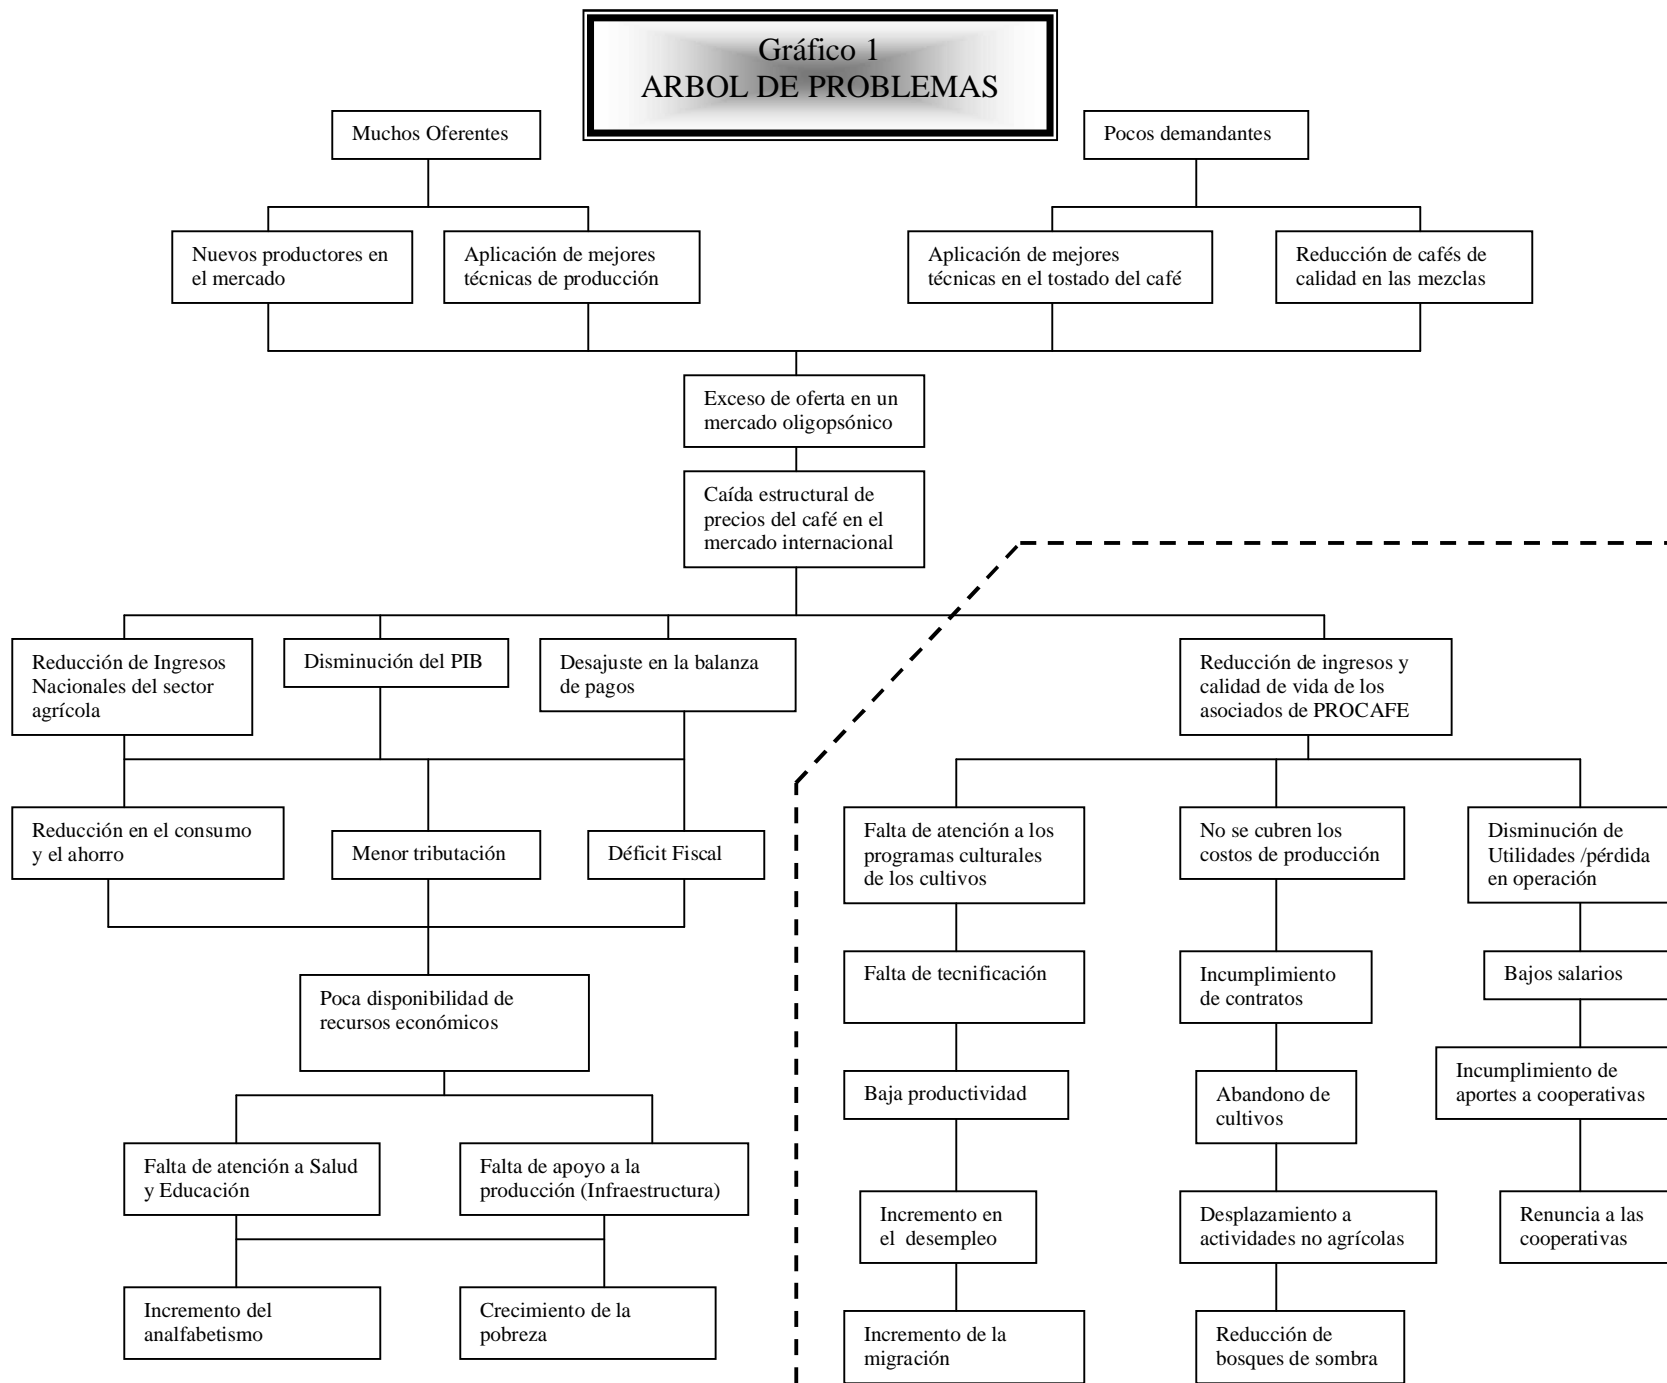 Gráfico 1
ARBOL DE PROBLEMAS
Muchos Oferentes
Pocos demandantes
Nuevos productores en
el mercado
Aplicación de mejores
técnicas de producción
Aplicación de mejores
técnicas en el tostado del café
Reducción de cafés de
calidad en las mezclas
Exceso de oferta en un
mercado oligopsónico
Caída estructural de
precios del café en el
mercado internacional
Reducción de Ingresos
Nacionales del sector
agrícola
Disminución del PIB
Desajuste en la balanza
de pagos
Reducción de ingresos y
calidad de vida de los
asociados de PROCAFE
Reducción en el consumo
y el ahorro
Menor tributación
Déficit Fiscal
Falta de atención a los
programas culturales
de los cultivos
No se cubren los
costos de producción
Disminución de
Utilidades /pérdida
en operación
Poca disponibilidad de
recursos económicos
Falta de tecnificación
Incumplimiento
de contratos
Bajos salarios
Baja productividad
Abandono de
cultivos
Incumplimiento de
aportes a cooperativas
Falta de atención a Salud
y Educación
Falta de apoyo a la
producción (Infraestructura)
Incremento en
el  desempleo
Desplazamiento a
actividades no agrícolas
Renuncia a las
cooperativas
Incremento del
analfabetismo
Crecimiento de la
pobreza
Incremento de la
migración
Reducción de
bosques de sombra